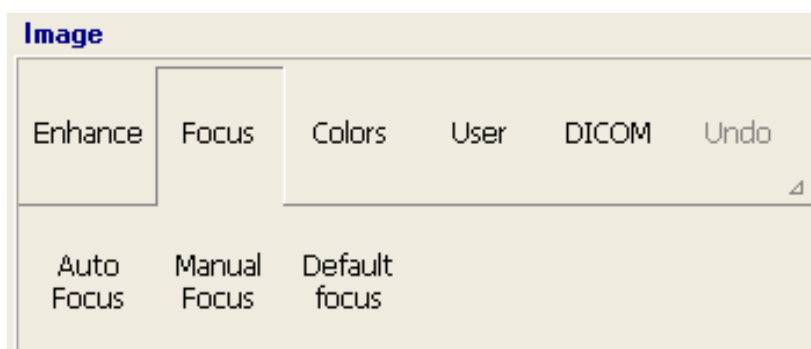 Image
Enhance Focus Colors User DICOM Undo
Auto Manual Default
Focus Focus focus